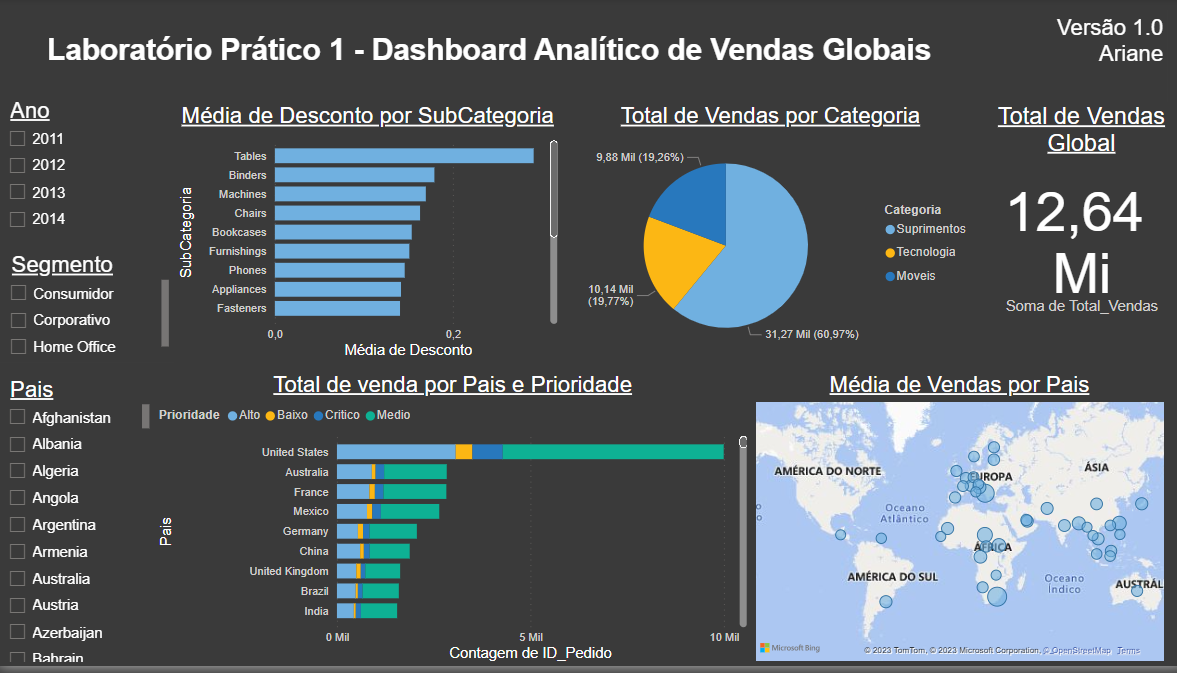 Laboratório Prático 1 - Dashboard Analítico de Vendas Globais
Versão 1.0
Ariane
Ano
2011
2012
2013
2014
Segmento
Consumidor
Corporativo
Home Office
Pais
Afghanistan
Albania
Algeria
Angola
Argentina
Armenia
Australia
Austria
Azerbaijan
Bahrain
Média de Desconto por SubCategoria
SubCategoria
Tables
Binders
Machines
Chairs
Bookcases
Furnishings
Phones
Appliances
Fasteners
0,0
0,2
Média de Desconto
Total de Vendas por Categoria
9,88 Mil (19,26%)
10,14 Mil
(19,77%)
31,27 Mil (60,97%)
Categoria
Suprimentos
Tecnologia
Moveis
Total de Vendas
Global
12,64
Mi
Soma de Total_Vendas
Total de venda por Pais e Prioridade
Prioridade
Alto
Baixo
Crítico
Medio
Pais
United States
Australia
France
Mexico
Germany
China
United Kingdom
Brazil
India
0 Mil
5 Mil
10 Mil
Contagem de ID_Pedido
Média de Vendas por Pais
AMÉRICA DO NORTE
EUROPA
ÁSIA
Oceano
Atlântico
ÁFRICA
AMÉRICA DO SUL
Oceano
Índico
AUSTRÁL
Microsoft Bing
© 2023 TomTom, © 2023 Microsoft Corporation, © OpenStreetMap Terms